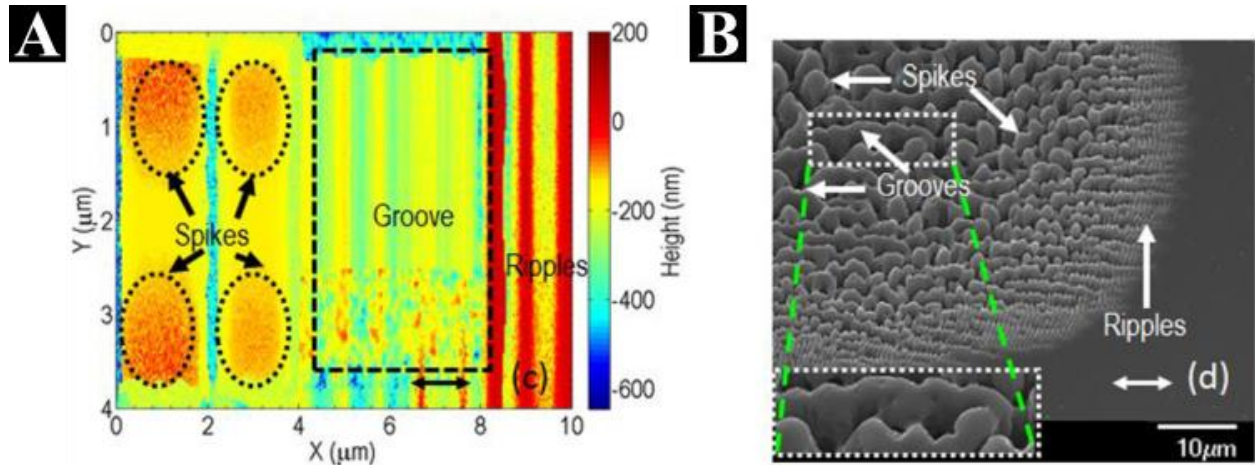 A
0
1
2
3
4
Y (μm)
0
2
4
6
8
10
X (μm)
Spikes
Groove
Ripples
(c)
200
0
-200
-400
-600
Height (nm)
B
Spikes
Grooves
Ripples
(d)
10μm